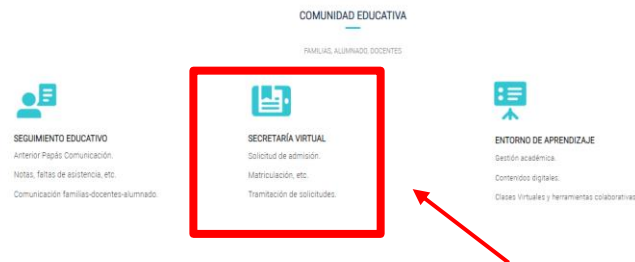 COMUNIDAD EDUCATIVA
FAMILIAS, ALUMNADO, DOCENTES
SEGUIMIENTO EDUCATIVO
Anterior Papás Comunicación.
Notas, faltas de asistencia, etc.
Comunicación familias-docentes-alumnado.
SECRETARÍA VIRTUAL
Solicitud de admisión.
Matriculación, etc.
Tramitación de solicitudes.
ENTORNO DE APRENDIZAJE
Gestión académica.
Contenidos digitales.
Clases Virtuales y herramientas colaborativas